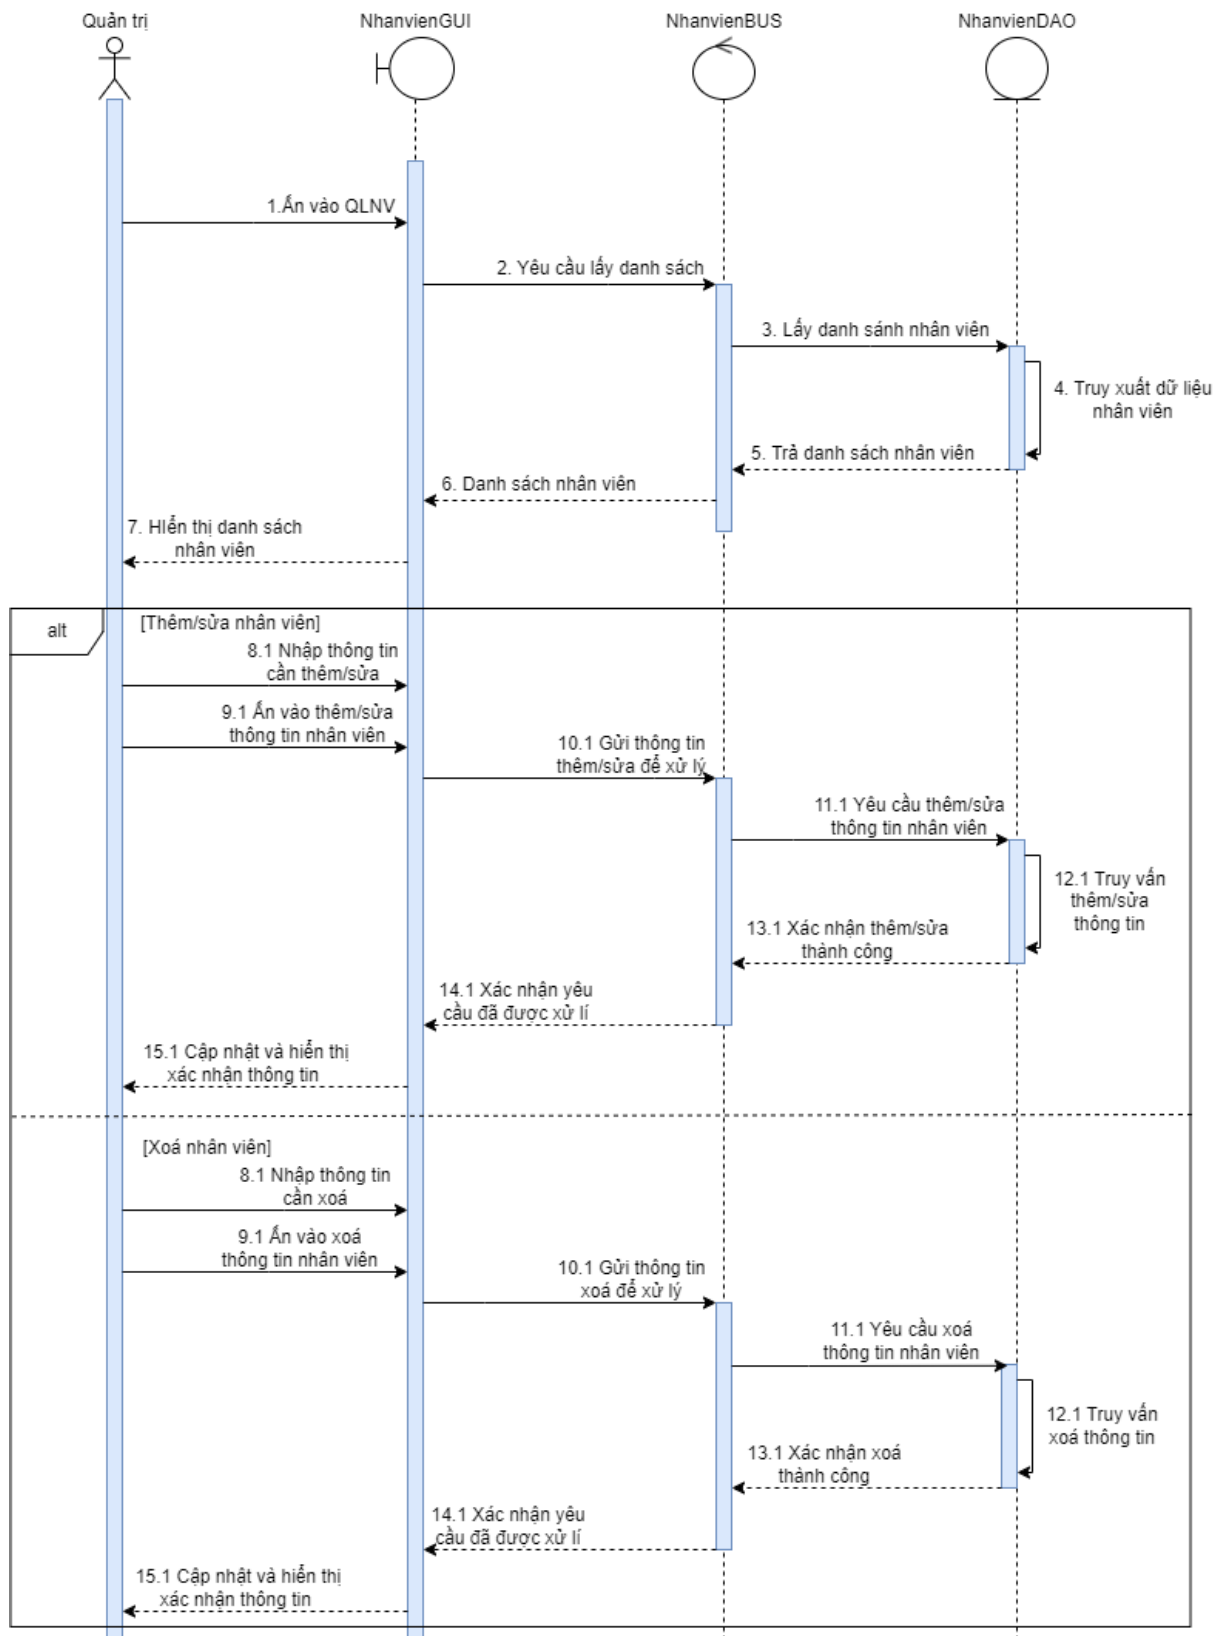 Quản trị
NhanvienGUI
NhanvienBUS
NhanvienDAO
1.Ấn vào QLNV
2. Yêu cầu lấy danh sách
3. Lấy danh sánh nhân viên
4. Truy xuất dữ liệu
nhân viên
5. Trả danh sách nhân viên
6. Danh sách nhân viên
7. HIển thị danh sách
nhân viên
alt
[Thêm/sửa nhân viên]
8.1 Nhập thông tin
cần thêm/sửa
9.1 Ấn vào thêm/sửa
thông tin nhân viên
10.1 Gửi thông tin
thêm/sửa để xử lý
11.1 Yêu cầu thêm/sửa
thông tin nhân viên
12.1 Truy vấn
thêm/sửa
thông tin
13.1 Xác nhận thêm/sửa
thành công
14.1 Xác nhận yêu
cầu đã được xử lí
15.1 Cập nhật và hiển thị
xác nhận thông tin
[Xoá nhân viên]
8.1 Nhập thông tin
cần xoá
9.1 Ấn vào xoá
thông tin nhân viên
10.1 Gửi thông tin
xoá để xử lý
11.1 Yêu cầu xoá
thông tin nhân viên
12.1 Truy vấn
xoá thông tin
13.1 Xác nhận xoá
thành công
14.1 Xác nhận yêu
cầu đã được xử lí
15.1 Cập nhật và hiển thị
xác nhận thông tin